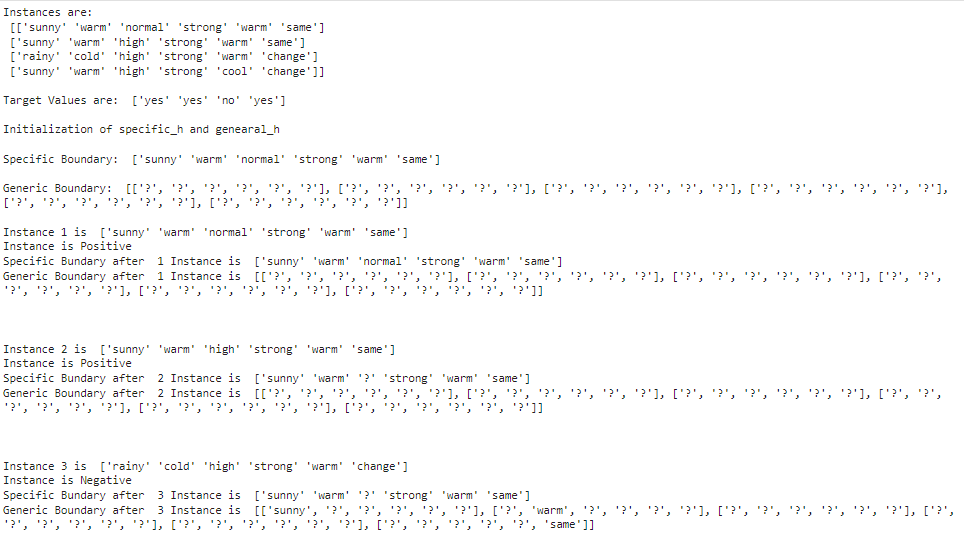 Instances are:
[['sunny' 'warm' 'normal' 'strong' 'warm' 'same']
['sunny' 'warm' 'high' 'strong' 'warm' 'same']
['rainy' 'cold' 'high' 'strong' 'warm' 'change']
['sunny' 'warm' 'high' 'strong' 'cool' 'change']]
Target Values are: ['yes' 'yes' 'no' 'yes']
Initialization of specific_h and genearal_h
Specific Boundary: ['sunny' 'warm' 'normal' 'strong' 'warm' 'same']
Generic Boundary: [['?', '?', '?', '?', '?', '?'], ['?', '?', '?', '?', '?', '?'], ['?', '?', '?', '?', '?', '?'], ['?', '?', '?', '?', '?', '?'],
['?', '?', '?', '?', '?', '?'], ['?', '?', '?', '?', '?', '?']]
Instance 1 is ['sunny' 'warm' 'normal' 'strong' 'warm' 'same']
Instance is Positive
Specific Bundary after 1 Instance is ['sunny' 'warm' 'normal' 'strong' 'warm' 'same']
Generic Boundary after 1 Instance is [['?', '?', '?', '?', '?', '?'], ['?', '?', '?', '?', '?', '?'], ['?', '?', '?', '?', '?', '?'], ['?', '?',
'?', '?', '?', '?'], ['?', '?', '?', '?', '?', '?'], ['?', '?', '?', '?', '?', '?']]
Instance 2 is ['sunny' 'warm' 'high' 'strong' 'warm' 'same']
Instance is Positive
Specific Bundary after 2 Instance is ['sunny' 'warm' '?' 'strong' 'warm' 'same']
Generic Boundary after 2 Instance is [['?', '?', '?', '?', '?', '?'], ['?', '?', '?', '?', '?', '?'], ['?', '?', '?', '?', '?', '?'], ['?', '?',
'?', '?', '?', '?'], ['?', '?', '?', '?', '?', '?'], ['?', '?', '?', '?', '?', '?']]
Instance 3 is ['rainy' 'cold' 'high' 'strong' 'warm' 'change']
Instance is Negative
Specific Bundary after 3 Instance is ['sunny' 'warm' '?' 'strong' 'warm' 'same']
Generic Boundary after 3 Instance is [['sunny', '?', '?', '?', '?', '?'], ['?', 'warm', '?', '?', '?', '?'], ['?', '?', '?', '?', '?', '?'], ['?',
'?', '?', '?', '?', '?'], ['?', '?', '?', '?', '?', '?'], ['?', '?', '?', '?', '?', 'same']]